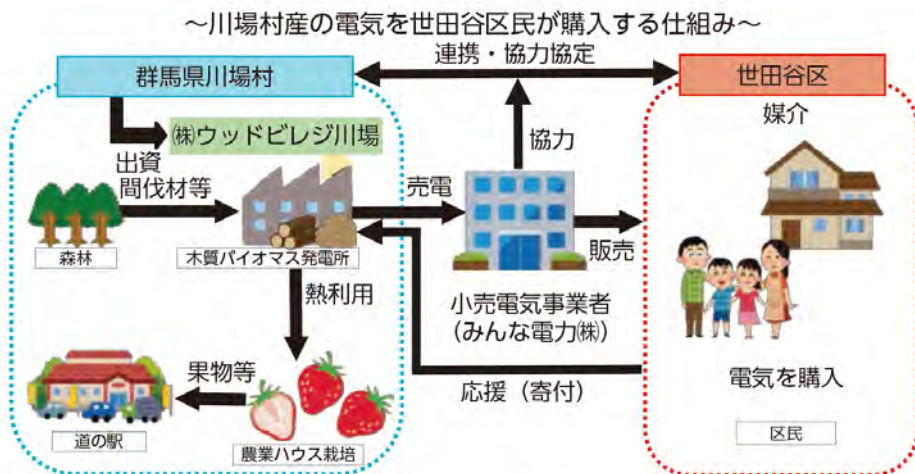 ～川場村産の電気を世田谷区民が購入する仕組み～
連携・協力協定
群馬県川場村
世田谷区
㈱ウッドビレジ川場
媒介
出資
協力
間伐材等
売電
販売
森林
木質バイオマス発電所
熱利用
小売電気事業者
（みんな電力㈱）
果物等
応援（寄付）
電気を購入
道の駅
農業ハウス栽培
区民